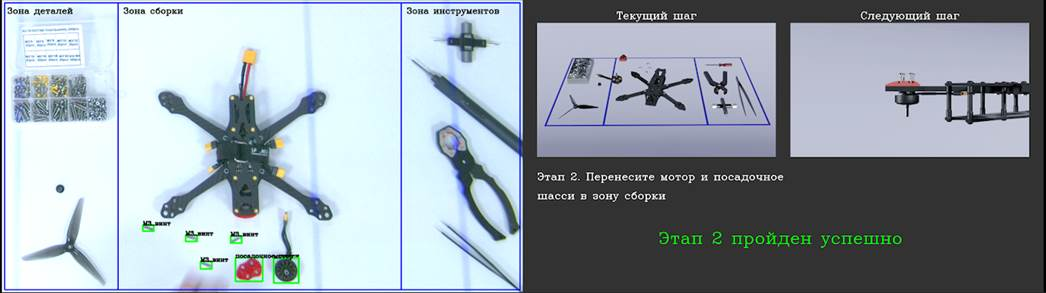 Зона деталей
Зона сборки
Зона инструментов
М3_винт
М3_винт
М3_винт
М3_винт
Текущий шаг
Следующий шаг
Этап 2. Перенесите мотор и посадочное
шасси в зону сборки
Этап 2 пройден успешно